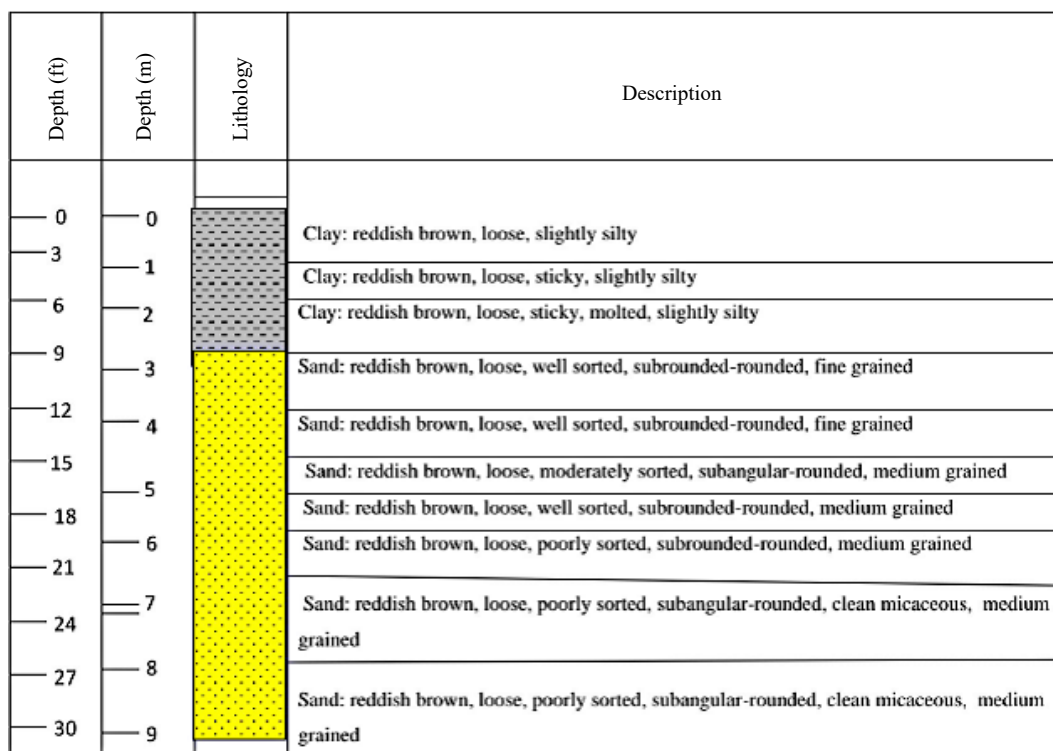 Depth (ft)
Depth (m)
Lithology
Description
0
3
6
9
12
15
18
21
24
27
30
0
1
2
3
4
5
6
7
8
9
Clay: reddish brown, loose, slightly silty
Clay: reddish brown, loose, sticky, slightly silty
Clay: reddish brown, loose, sticky, molted, slightly silty
Sand: reddish brown, loose, well sorted, subrounded-rounded, fine grained
Sand: reddish brown, loose, well sorted, subrounded-rounded, fine grained
Sand: reddish brown, loose, moderately sorted, subangular-rounded, medium grained
Sand: reddish brown, loose, well sorted, subrounded-rounded, medium grained
Sand: reddish brown, loose, poorly sorted, subrounded-rounded, medium grained
Sand: reddish brown, loose, poorly sorted, subangular-rounded, clean micaceous, medium
grained
Sand: reddish brown, loose, poorly sorted, subangular-rounded, clean micaceous, medium
grained